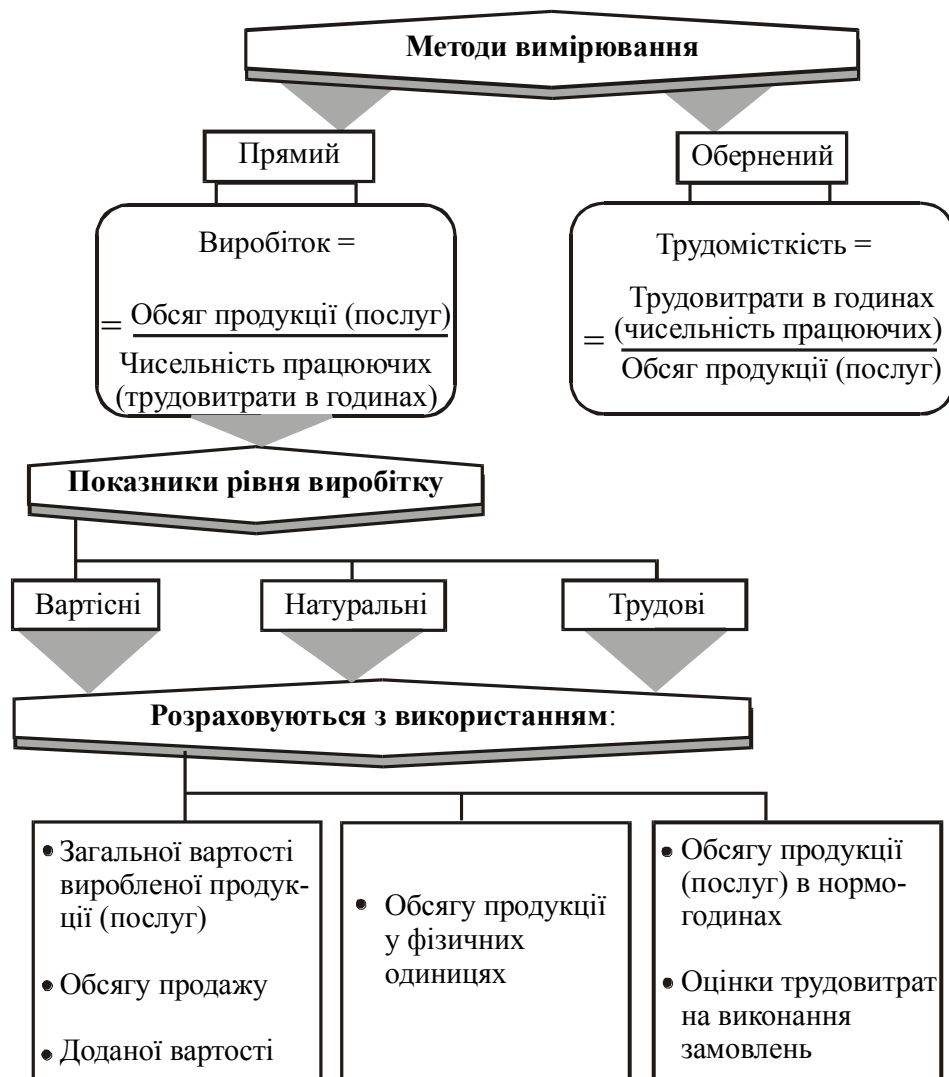 Методи вимірювання
Прямий
Обернений
Виробіток =
= Обсяг продукції (послуг)
Чисельність працюючих
(трудовитрати в годинах)
Трудомісткість =
Трудовитрати в годинах
= (чисельність працюючих)
Обсяг продукції (послуг)
Показники рівня виробітку
Вартісні
Натуральні
Трудові
Розраховуються з використанням:
• Загальної вартості
виробленої продук-
ції (послуг)
• Обсягу продажу
• Доданої вартості
• Обсягу продукції
у фізичних
одиницях
• Обсягу продукції
(послуг) в нормо-
годинах
• Оцінки трудовитрат
на виконання
замовлень